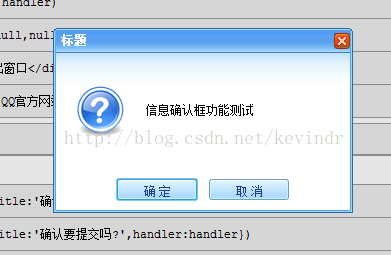 handler)
null,nul
标题
出窗口</di
QQ官方网
信息确认框功能测试
http://blog.csdn.net/kevindr
确 定
取 消
itle:'确
itle:'确认要提交吗?',handler:handler})